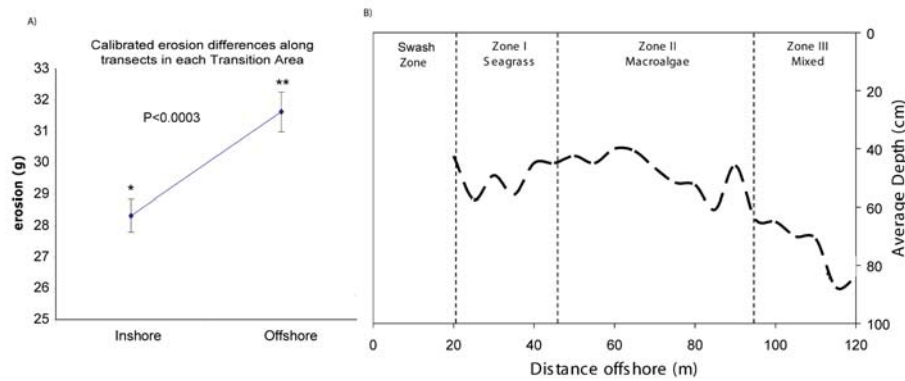 A)
Calibrated erosion differences along
transects in each Transition Area
33
32
31
30
29
28
27
26
25
erosion (g)
P<0.0003
*
**
Inshore
Offshore
B)
Swash
Zone
Zone I
Seagrass
Zone II
Macroalgae
Zone III
Mixed
0
20
40
60
80
100
Average Depth (cm)
0 20 40 60 80 100 120
Distance offshore (m)